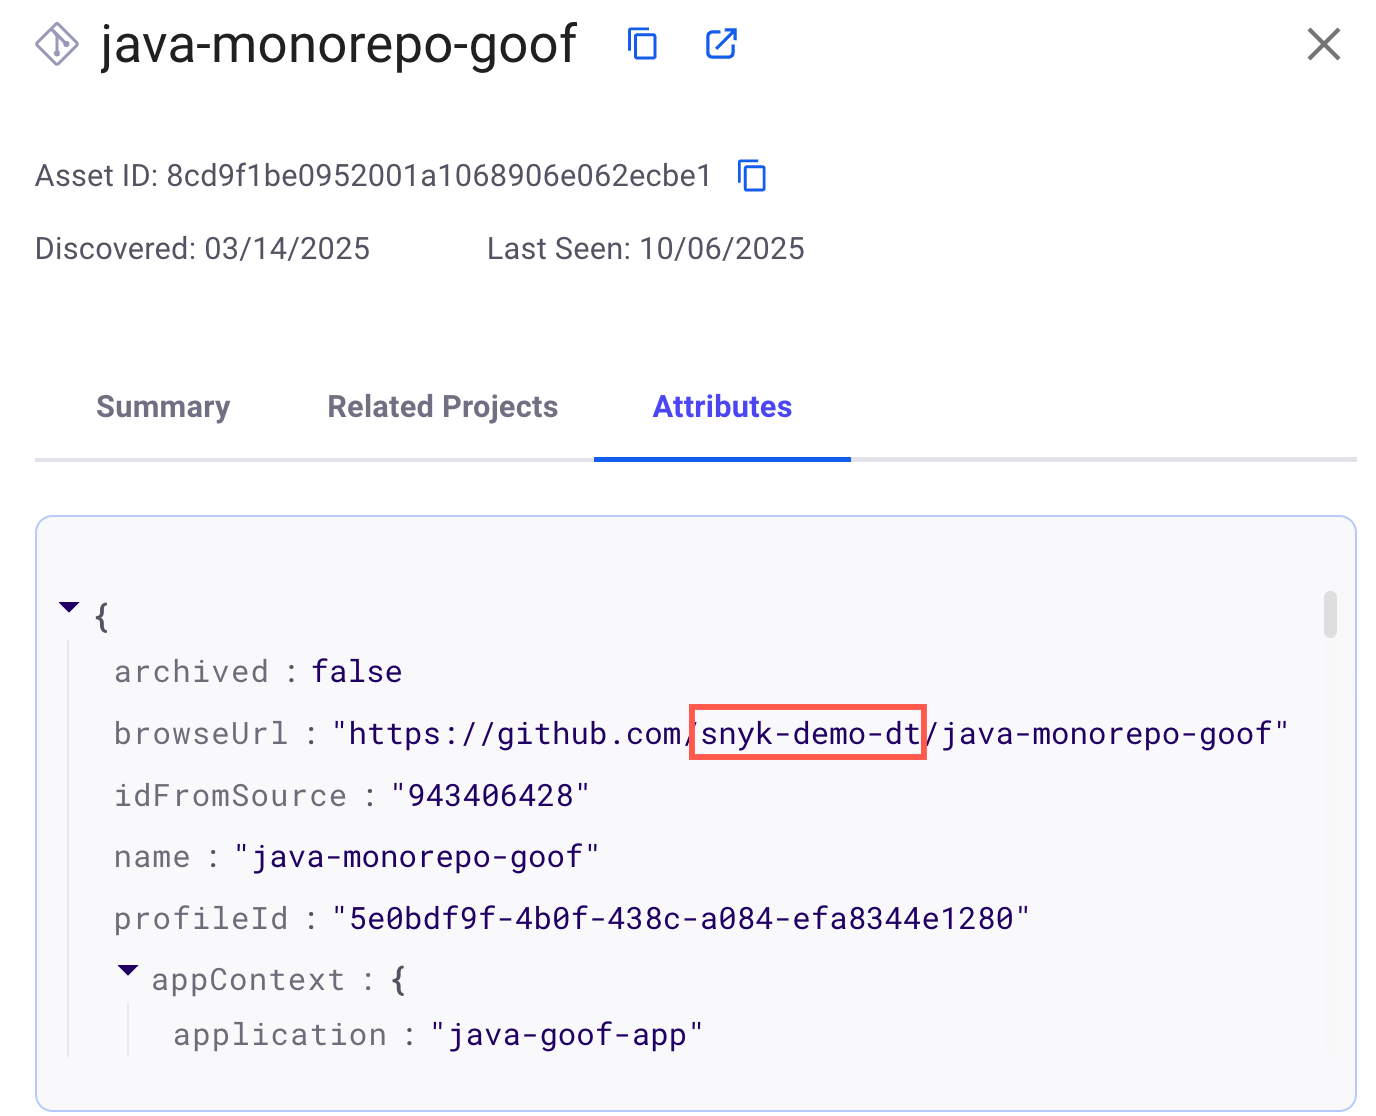 java-monorepo-goof
Asset ID: 8cd9f1be0952001a1068906e062ecbe1
Discovered: 03/14/2025 Last Seen: 10/06/2025
Summary Related Projects Attributes
{
archived : false
browseUrl : "https://github.com/snyk-demo-dt/java-monorepo-goof"
idFromSource : "943406428"
name : "java-monorepo-goof"
profileId : "5e0bdf9f-4b0f-438c-a084-efa8344e1280"
appContext : {
application : "java-goof-app"